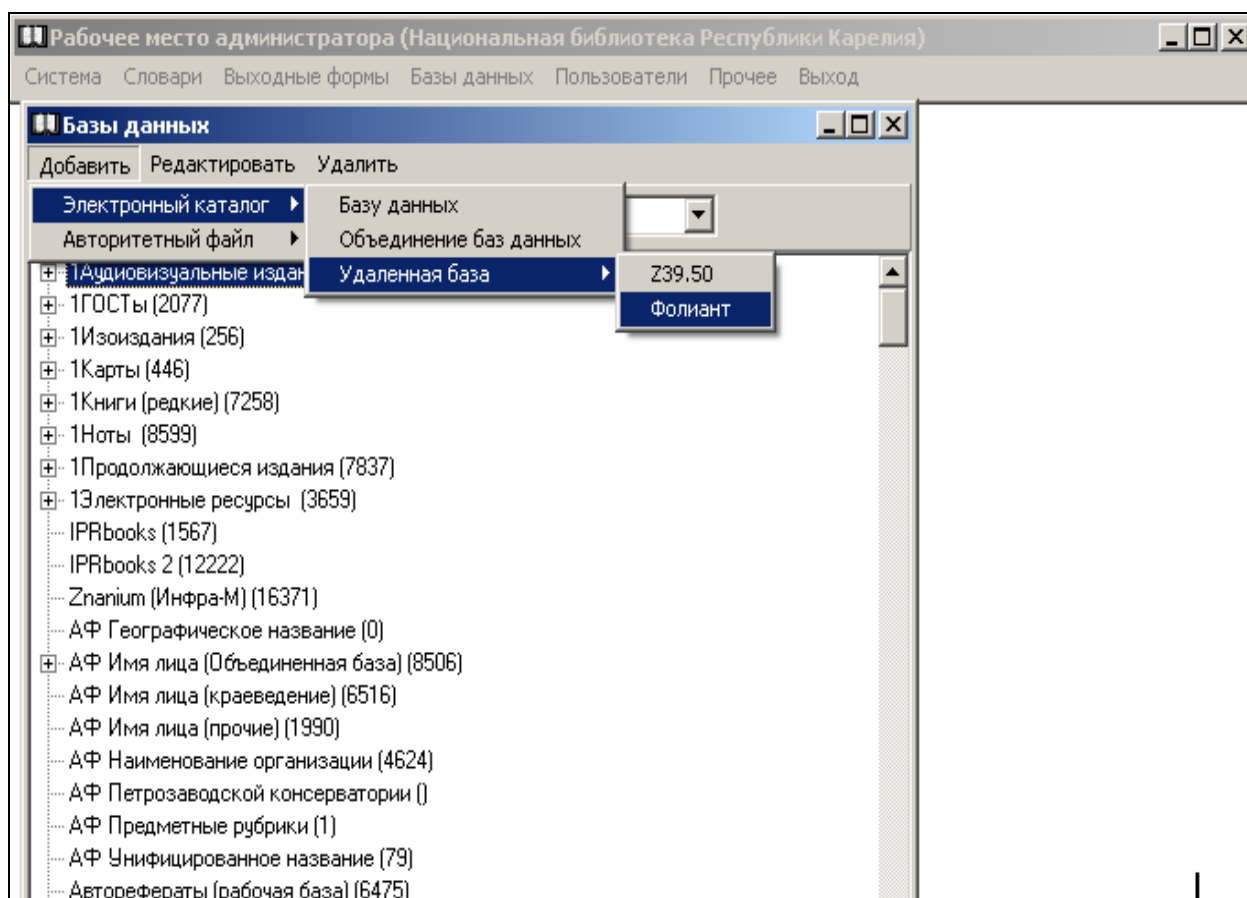 Рабочее место администратора (Национальная библиотека Республики Карелия)
Система Словари Выходные формы Базы данных Пользователи Прочее Выход
Базы данных
Добавить Редактировать Удалить
Электронный каталог
Авторитетный файл
Базу данных
Объединение баз данных
Удаленная база
Z39.50
Фолиант
1Аудиовизуальные издан
1ГОСТы (2077)
1Изоиздания (256)
1Карты (446)
1Книги (редкие) (7258)
1Ноты (8599)
1Продолжающиеся издания (7837)
1Электронные ресурсы (3659)
IPRbooks (1567)
IPRbooks 2 (12222)
Znanium (Инфра-М) (16371)
АФ Географическое название (0)
АФ Имя лица (Объединенная база) (8506)
АФ Имя лица (краеведение) (6516)
АФ Имя лица (прочие) (1990)
АФ Наименование организации (4624)
АФ Петрозаводской консерватории ()
АФ Предметные рубрики (1)
АФ Унифицированное название (79)
Авторефераты (рабочая база) (6475)